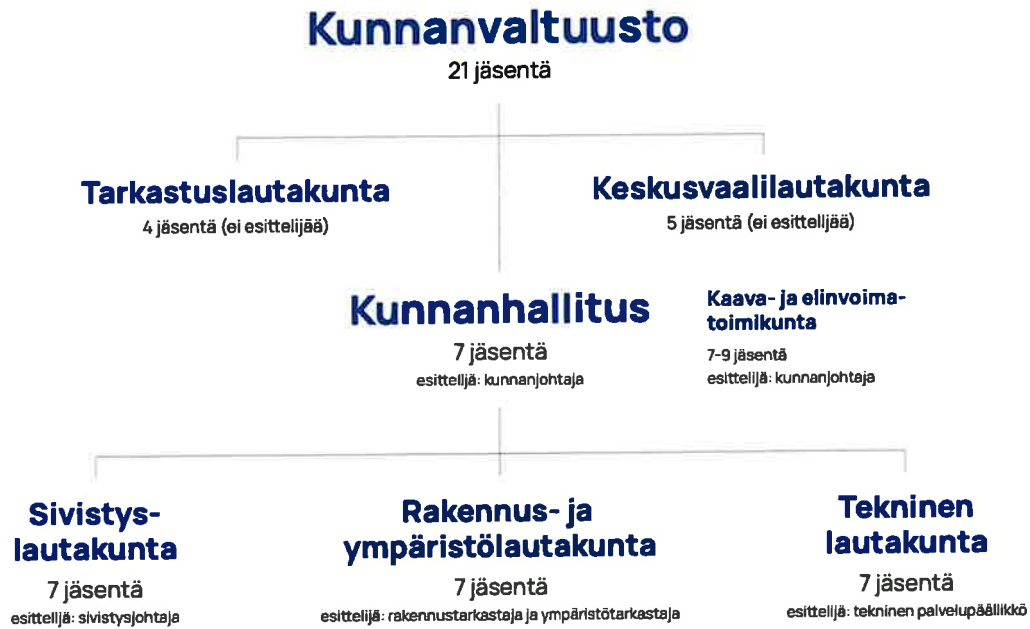 Kunnanvaltuusto
21 jäsentä
Tarkastuslautakunta
4 jäsentä (ei esittelijää)
Keskusvaalilautakunta
5 jäsentä (ei esittelijää)
Kunnanhallitus
7 jäsentä
esittelijä: kunnanjohtaja
Kaava- ja elinvoima-
toimikunta
7-9 jäsentä
esittelijä: kunnanjohtaja
Sivistys-
lautakunta
7 jäsentä
esittelijä: sivistysjohtaja
Rakennus- ja
ympäristölautakunta
7 jäsentä
esittelijä: rakennustarkastaja ja ympäristötarkastaja
Tekninen
lautakunta
7 jäsentä
esittelijä: tekninen palvelupäällikkö